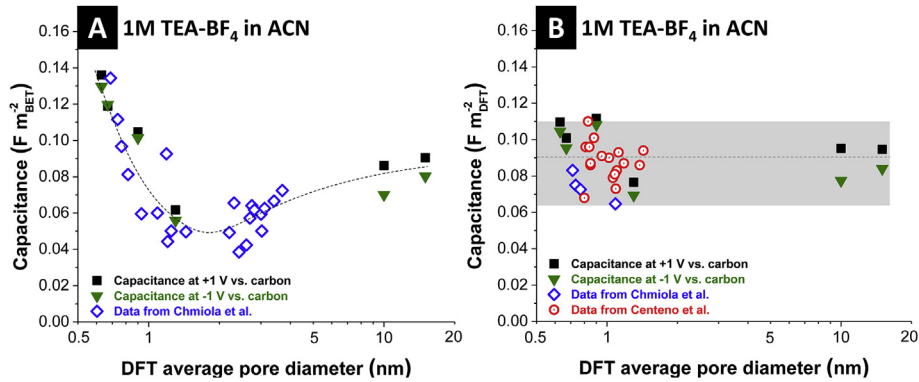 A 1M TEA-BF4 in ACN
Capacitance (F m-2BET)
0.16
0.14
0.12
0.10
0.08
0.06
0.04
0.02
0.00
Capacitance at +1 V vs. carbon
Capacitance at -1 V vs. carbon
Data from Chmiola et al.
0.5 1 10 20
DFT average pore diameter (nm)
B 1M TEA-BF4 in ACN
Capacitance (F m-2DFT)
0.16
0.14
0.12
0.10
0.08
0.06
0.04
0.02
0.00
Capacitance at +1 V vs. carbon
Capacitance at -1 V vs. carbon
Data from Chmiola et al.
Data from Centeno et al.
0.5 1 10 20
DFT average pore diameter (nm)